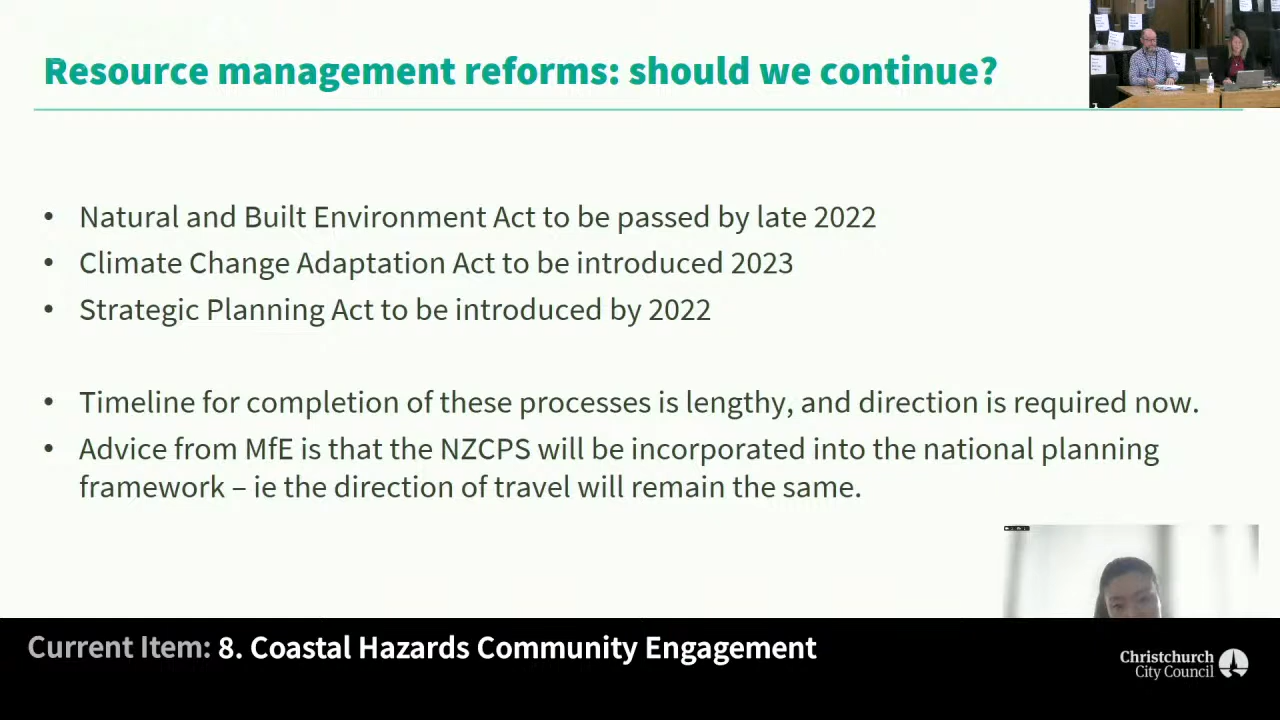 Resource management reforms: should we continue?
• Natural and Built Environment Act to be passed by late 2022
• Climate Change Adaptation Act to be introduced 2023
• Strategic Planning Act to be introduced by 2022
• Timeline for completion of these processes is lengthy, and direction is required now.
• Advice from MfE is that the NZCPS will be incorporated into the national planning
framework – ie the direction of travel will remain the same.
Current Item: 8. Coastal Hazards Community Engagement
Christchurch
City Council